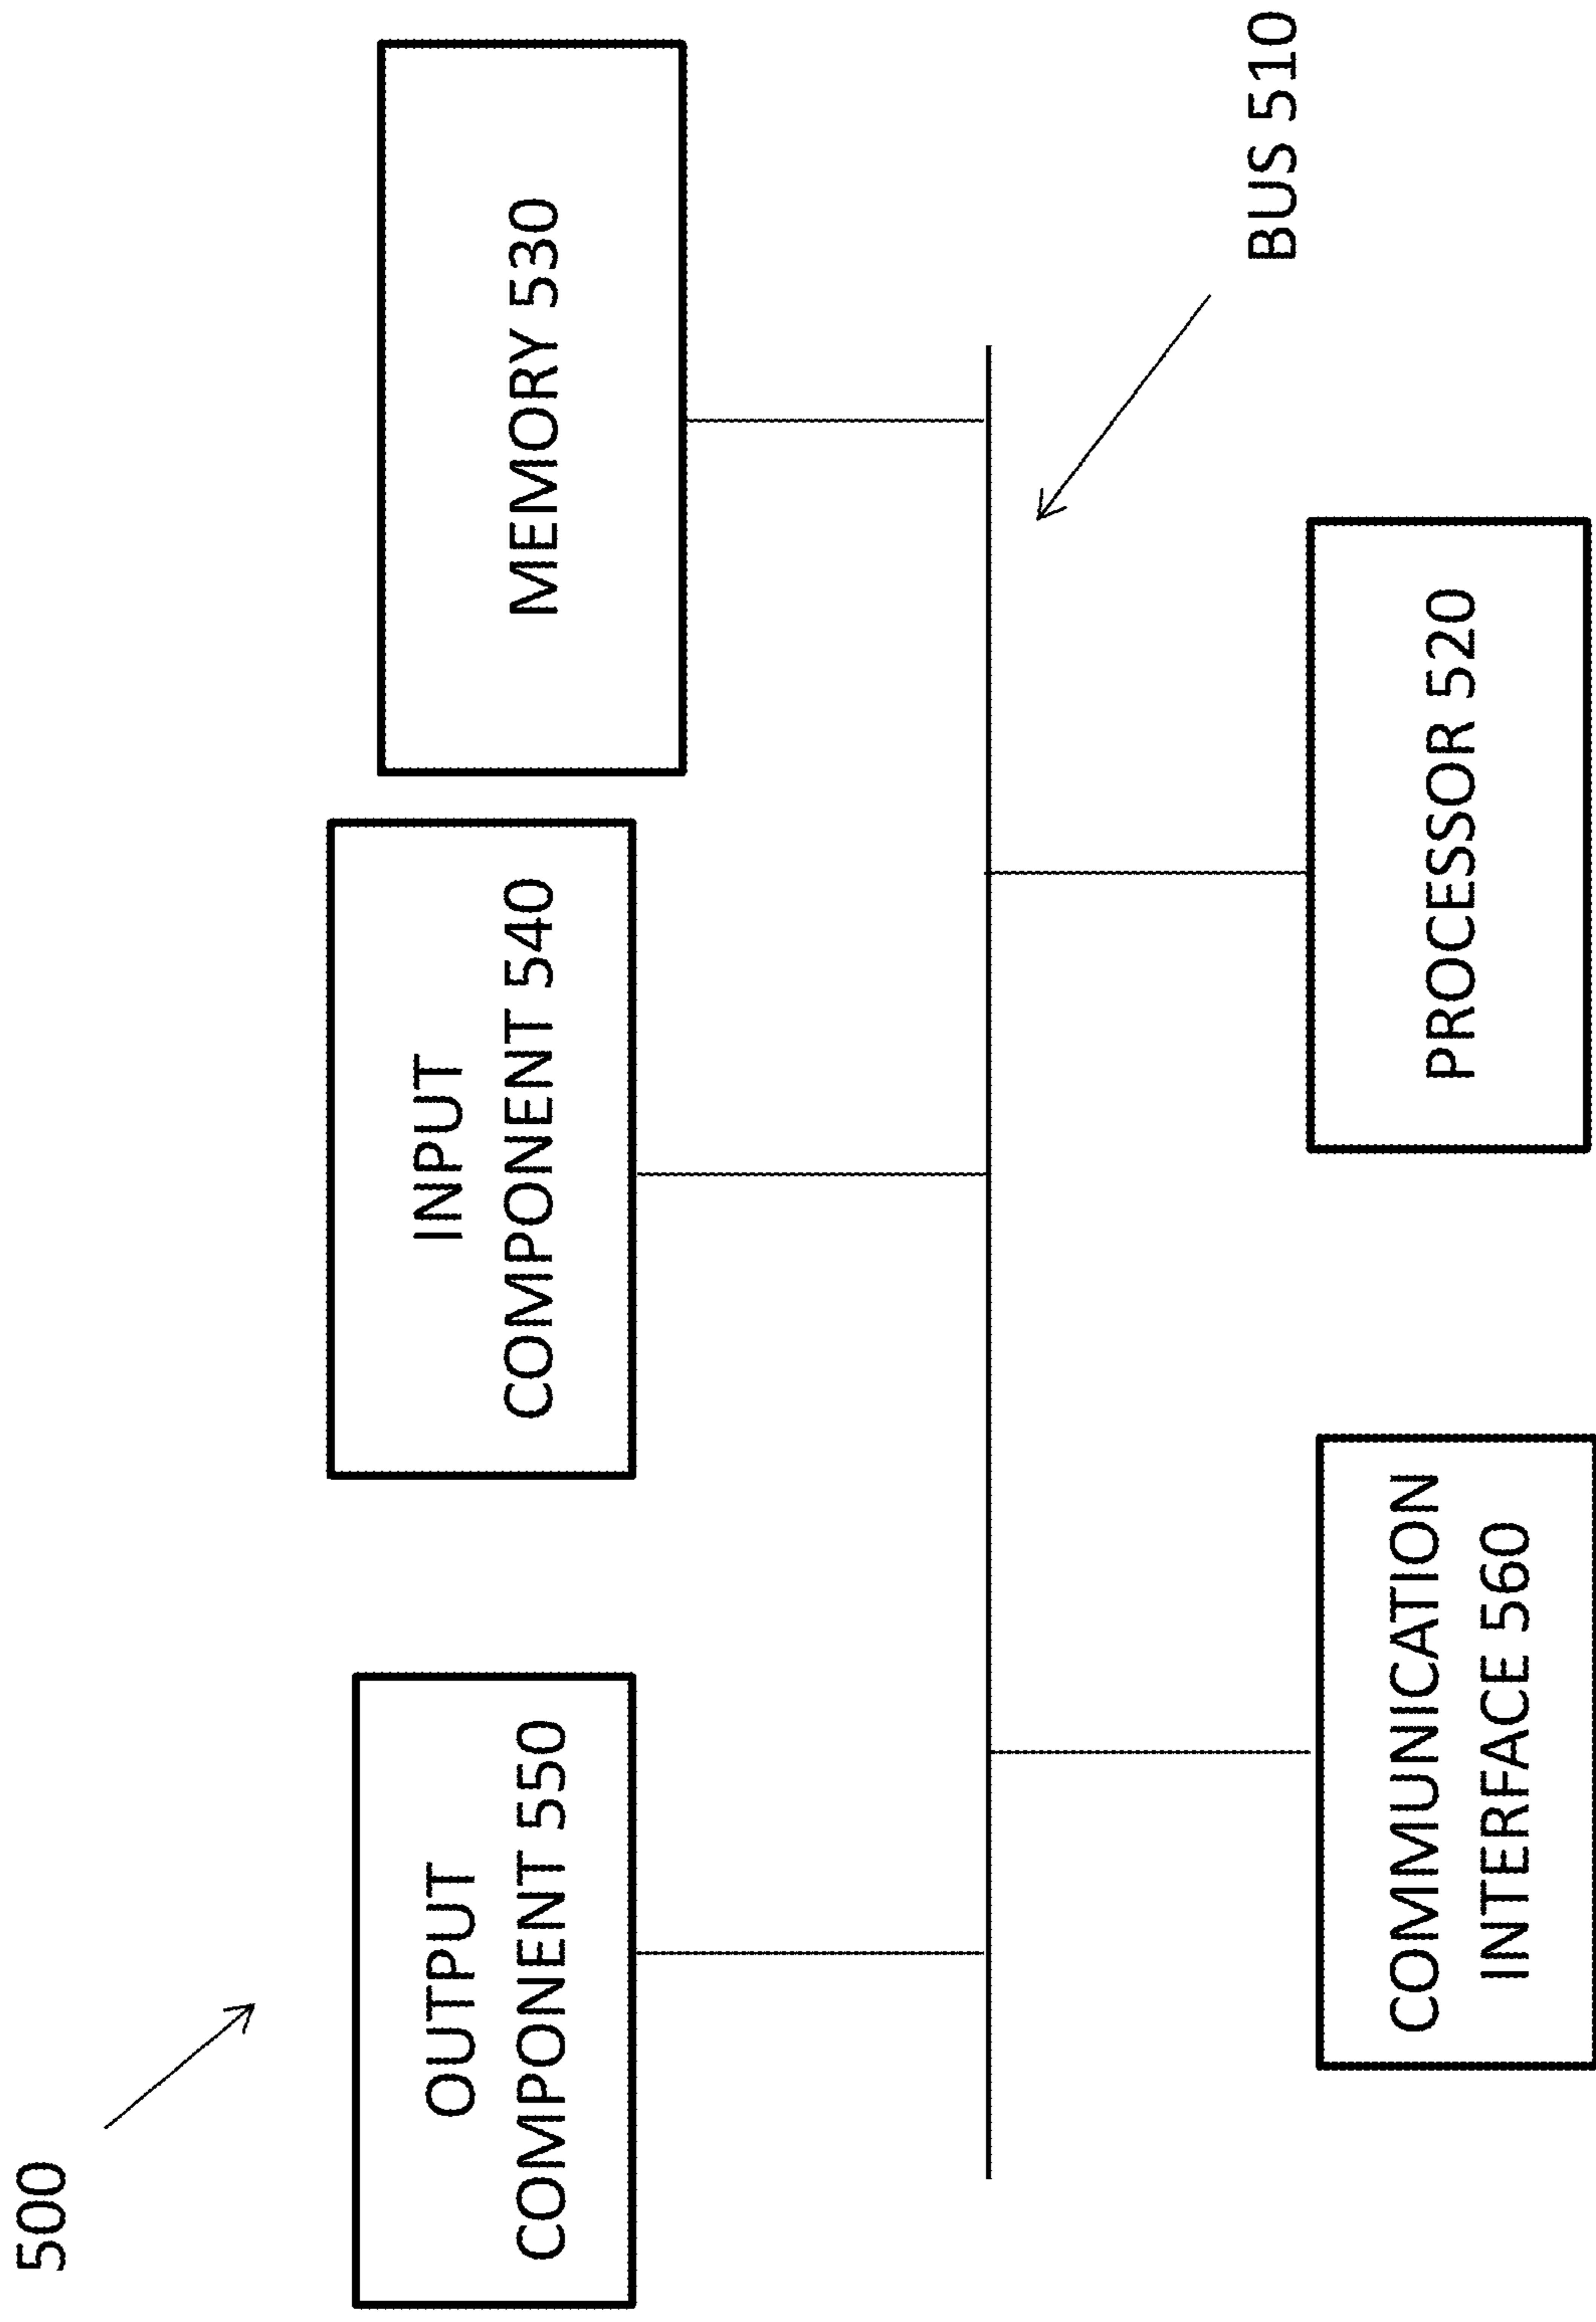 500
OUTPUT
COMPONENT 550
INPUT
COMPONENT 540
MEMORY 530
BUS 510
COMMUNICATION
INTERFACE 560
PROCESSOR 520